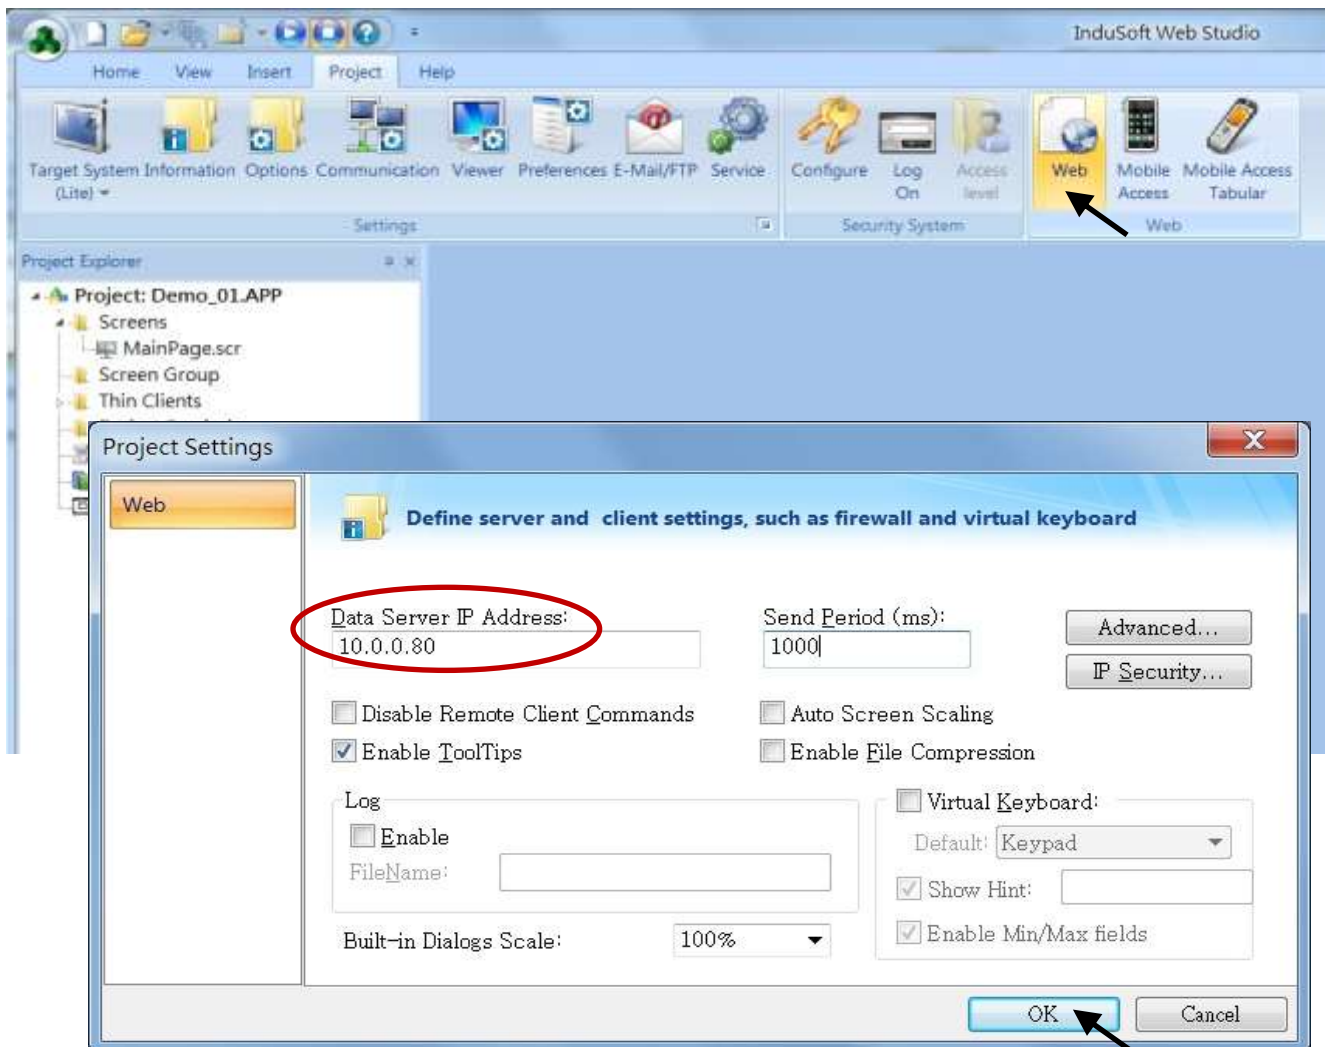 InduSoft Web Studio
Home View Insert Project Help
Target System (Lite) Information Options Communication Viewer Preferences E-Mail/FTP Service Configure Log On Access level Web Mobile Access Mobile Access Tabular
Settings Security System Web
Project Explorer
Project: Demo_01.APP
Screens
MainPage.scr
Screen Group
Thin Clients
Project Settings
Web
Define server and client settings, such as firewall and virtual keyboard
Data Server IP Address: Send Period (ms):
10.0.0.80 1000
Advanced...
IP Security...
Disable Remote Client Commands Auto Screen Scaling
Enable ToolTips Enable File Compression
Log Virtual Keyboard:
Enable Default: Keypad
FileName: Show Hint:
Built-in Dialogs Scale: 100% Enable Min/Max fields
OK Cancel